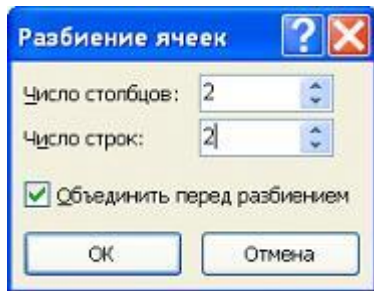 Разбиение ячеек
Число столбцов: 2
Число строк: 2
Объединить перед разбиением
ОК Отмена